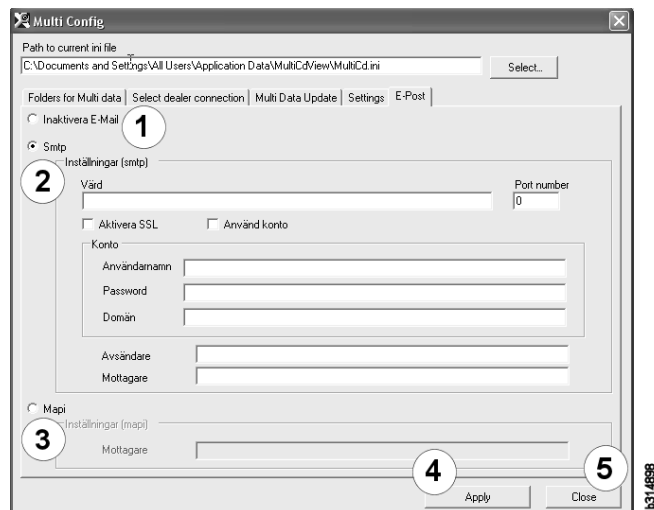 Multi Config
Path to current ini file
C:\Documents and Settings\All Users\Application Data\MultiCdView\MultiCd.ini
Select...
Folders for Multi data Select dealer connection Multi Data Update Settings E-Post
Inaktivera E-Mail
1
Smtp
2
Inställningar (smtp)
Värd Port number
0
Aktivera SSL Använd konto
Konto
Användarnamn
Password
Domän
Avsändare
Mottagare
Mapi
3
Inställningar (mapi)
Mottagare
4 5
Apply Close
b314898